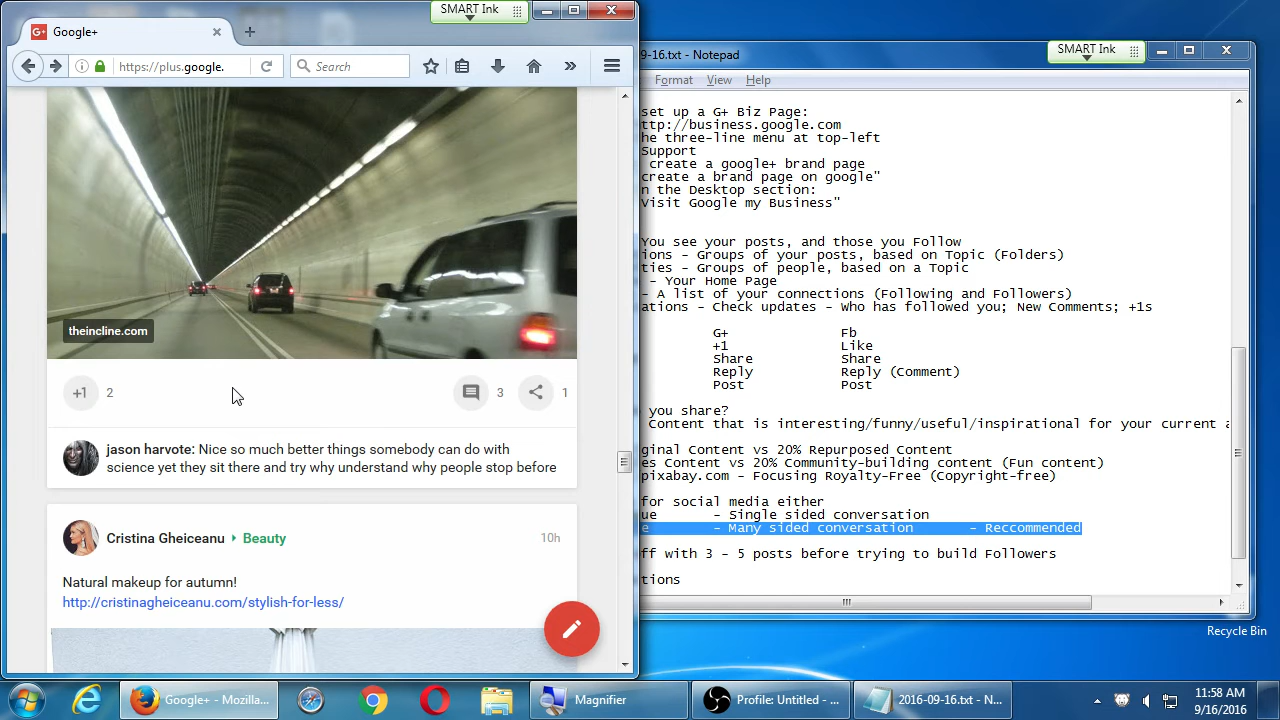 SMART Ink
Google+
https://plus.google.
Search
theincline.com
+1
2
3
1
jason harvote: Nice so much better things somebody can do with
science yet they sit there and try why understand why people stop before
Cristina Gheiceanu
Beauty
10h
Natural makeup for autumn!
http://cristinagheiceanu.com/stylish-for-less/
9-16.txt - Notepad
SMART Ink
Format View Help
set up a G+ Biz Page:
ttp://business.google.com
he three-line menu at top-left
Support
create a google+ brand page
create a brand page on google"
n the Desktop section:
Visit Google my Business"
You see your posts, and those you Follow
ions - Groups of your posts, based on Topic (Folders)
ties - Groups of people, based on a Topic
- Your Home Page
- A list of your connections (Following and Followers)
ations - Check updates - Who has followed you; New Comments; +1s
G+ Fb
+1 Like
Share Share
Reply Reply (Comment)
Post Post
you share?
Content that is interesting/funny/useful/inspirational for your current a
ginal Content vs 20% Repurposed Content
es Content vs 20% Community-building content (Fun content)
pixabay.com - Focusing Royalty-Free (Copyright-free)
for social media either
ue - Single sided conversation
e - Many sided conversation - Reccommended
ff with 3 - 5 posts before trying to build Followers
tions
Recycle Bin
Google+ - Mozilla...
Magnifier
Profile: Untitled - ...
2016-09-16.txt - N...
11:58 AM
9/16/2016